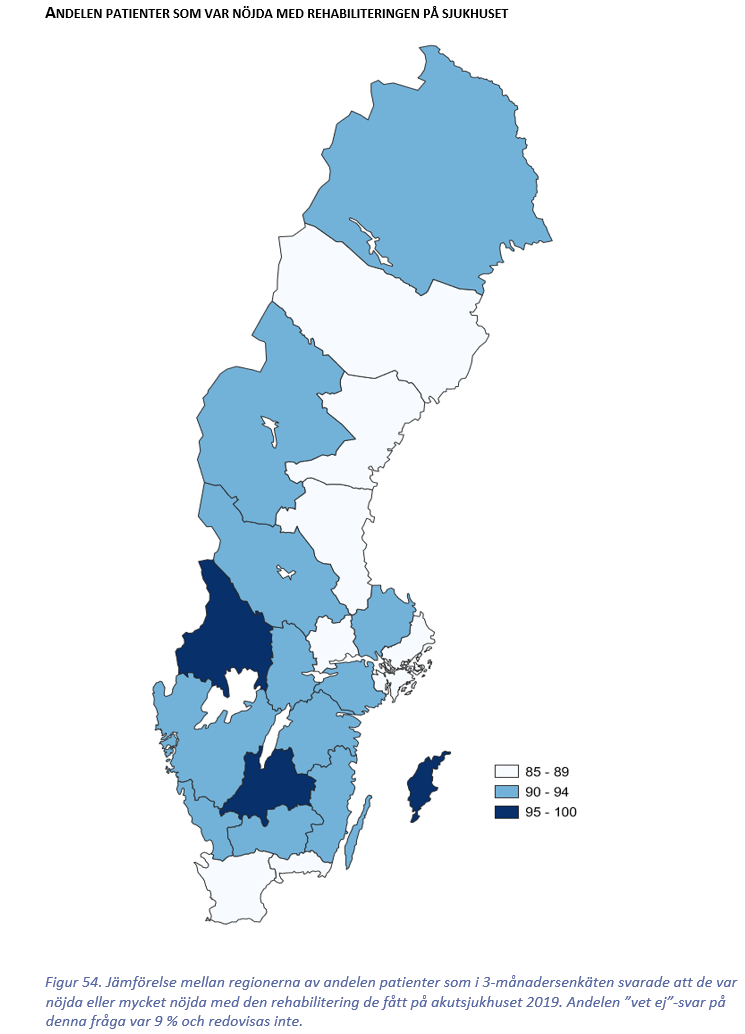 ANDELEN PATIENTER SOM VAR NÖJDA MED REHABILITERINGEN PÅ SJUKHUSET
85 - 89
90 - 94
95 - 100
Figur 54. Jämförelse mellan regionerna av andelen patienter som i 3-månadersenkäten svarade att de var
nöjda eller mycket nöjda med den rehabilitering de fått på akutsjukhuset 2019. Andelen ”vet ej”-svar på
denna fråga var 9 % och redovisas inte.